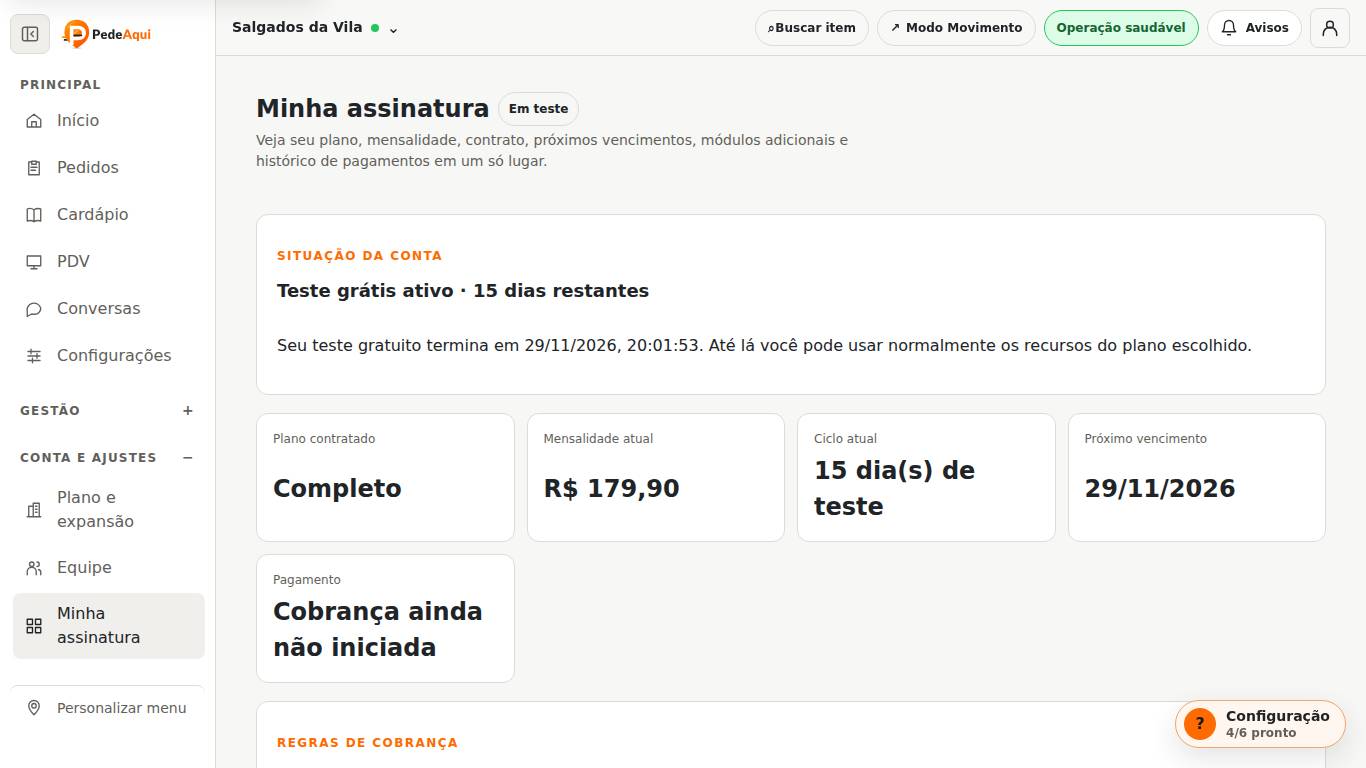 PedeAqui
PRINCIPAL
Início
Pedidos
Cardápio
PDV
Conversas
Configurações
GESTÃO +
CONTA E AJUSTES −
Plano e
expansão
Equipe
Minha
assinatura
Personalizar menu
Salgados da Vila
Buscar item
↗ Modo Movimento
Operação saudável
Avisos
Minha assinatura Em teste
Veja seu plano, mensalidade, contrato, próximos vencimentos, módulos adicionais e
histórico de pagamentos em um só lugar.
SITUAÇÃO DA CONTA
Teste grátis ativo · 15 dias restantes
Seu teste gratuito termina em 29/11/2026, 20:01:53. Até lá você pode usar normalmente os recursos do plano escolhido.
Plano contratado
Completo
Mensalidade atual
R$ 179,90
Ciclo atual
15 dia(s) de
teste
Próximo vencimento
29/11/2026
Pagamento
Cobrança ainda
não iniciada
REGRAS DE COBRANÇA
?
Configuração
4/6 pronto